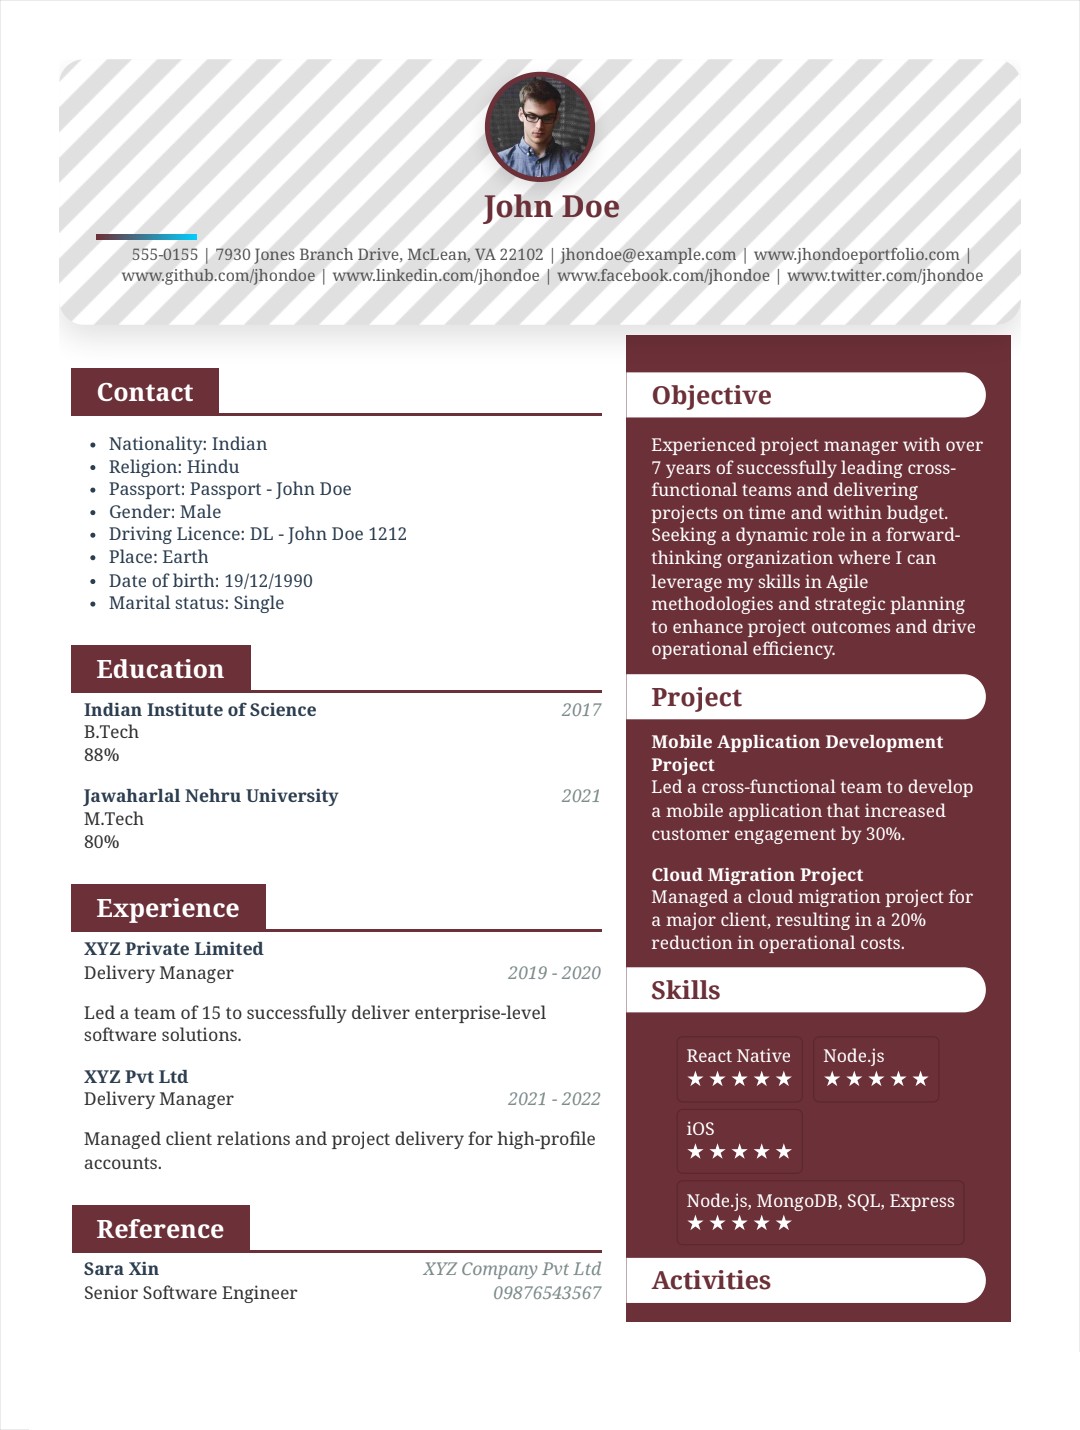 John Doe
555-0155 | 7930 Jones Branch Drive, McLean, VA 22102 | jhondoe@example.com | www.jhondoeportfolio.com |
www.github.com/jhondoe | www.linkedin.com/jhondoe | www.facebook.com/jhondoe | www.twitter.com/jhondoe
Contact
• Nationality: Indian
• Religion: Hindu
• Passport: Passport - John Doe
• Gender: Male
• Driving Licence: DL - John Doe 1212
• Place: Earth
• Date of birth: 19/12/1990
• Marital status: Single
Education
Indian Institute of Science 2017
B.Tech
88%
Jawaharlal Nehru University 2021
M.Tech
80%
Experience
XYZ Private Limited
Delivery Manager 2019 - 2020
Led a team of 15 to successfully deliver enterprise-level
software solutions.
XYZ Pvt Ltd
Delivery Manager 2021 - 2022
Managed client relations and project delivery for high-profile
accounts.
Reference
Sara Xin XYZ Company Pvt Ltd
Senior Software Engineer 09876543567
Objective
Experienced project manager with over
7 years of successfully leading cross-
functional teams and delivering
projects on time and within budget.
Seeking a dynamic role in a forward-
thinking organization where I can
leverage my skills in Agile
methodologies and strategic planning
to enhance project outcomes and drive
operational efficiency.
Project
Mobile Application Development
Project
Led a cross-functional team to develop
a mobile application that increased
customer engagement by 30%.
Cloud Migration Project
Managed a cloud migration project for
a major client, resulting in a 20%
reduction in operational costs.
Skills
React Native Node.js
★★★★★ ★★★★★
iOS
★★★★★
Node.js, MongoDB, SQL, Express
★★★★★
Activities